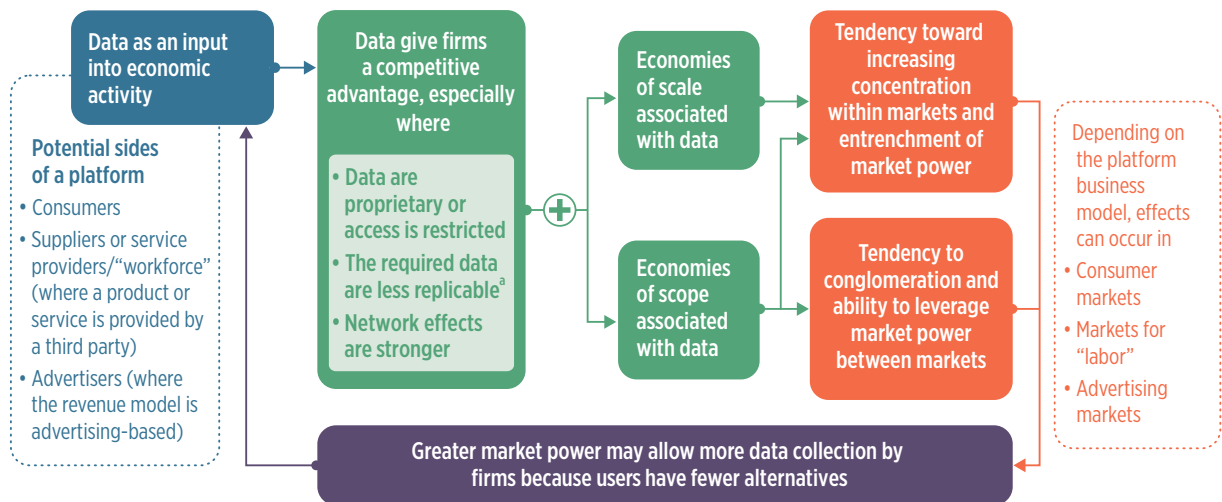 Data as an input
into economic
activity
Potential sides
of a platform
• Consumers
• Suppliers or service
providers/“workforce”
(where a product or
service is provided by
a third party)
• Advertisers (where
the revenue model is
advertising-based)
Data give firms
a competitive
advantage, especially
where
• Data are
proprietary or
access is restricted
• The required data
are less replicableᵃ
• Network effects
are stronger
+
Economies
of scale
associated
with data
Economies
of scope
associated
with data
Tendency toward
increasing
concentration
within markets and
entrenchment of
market power
Tendency to
conglomeration and
ability to leverage
market power
between markets
Depending on
the platform
business
model, effects
can occur in
• Consumer
markets
• Markets for
“labor”
• Advertising
markets
Greater market power may allow more data collection by
firms because users have fewer alternatives